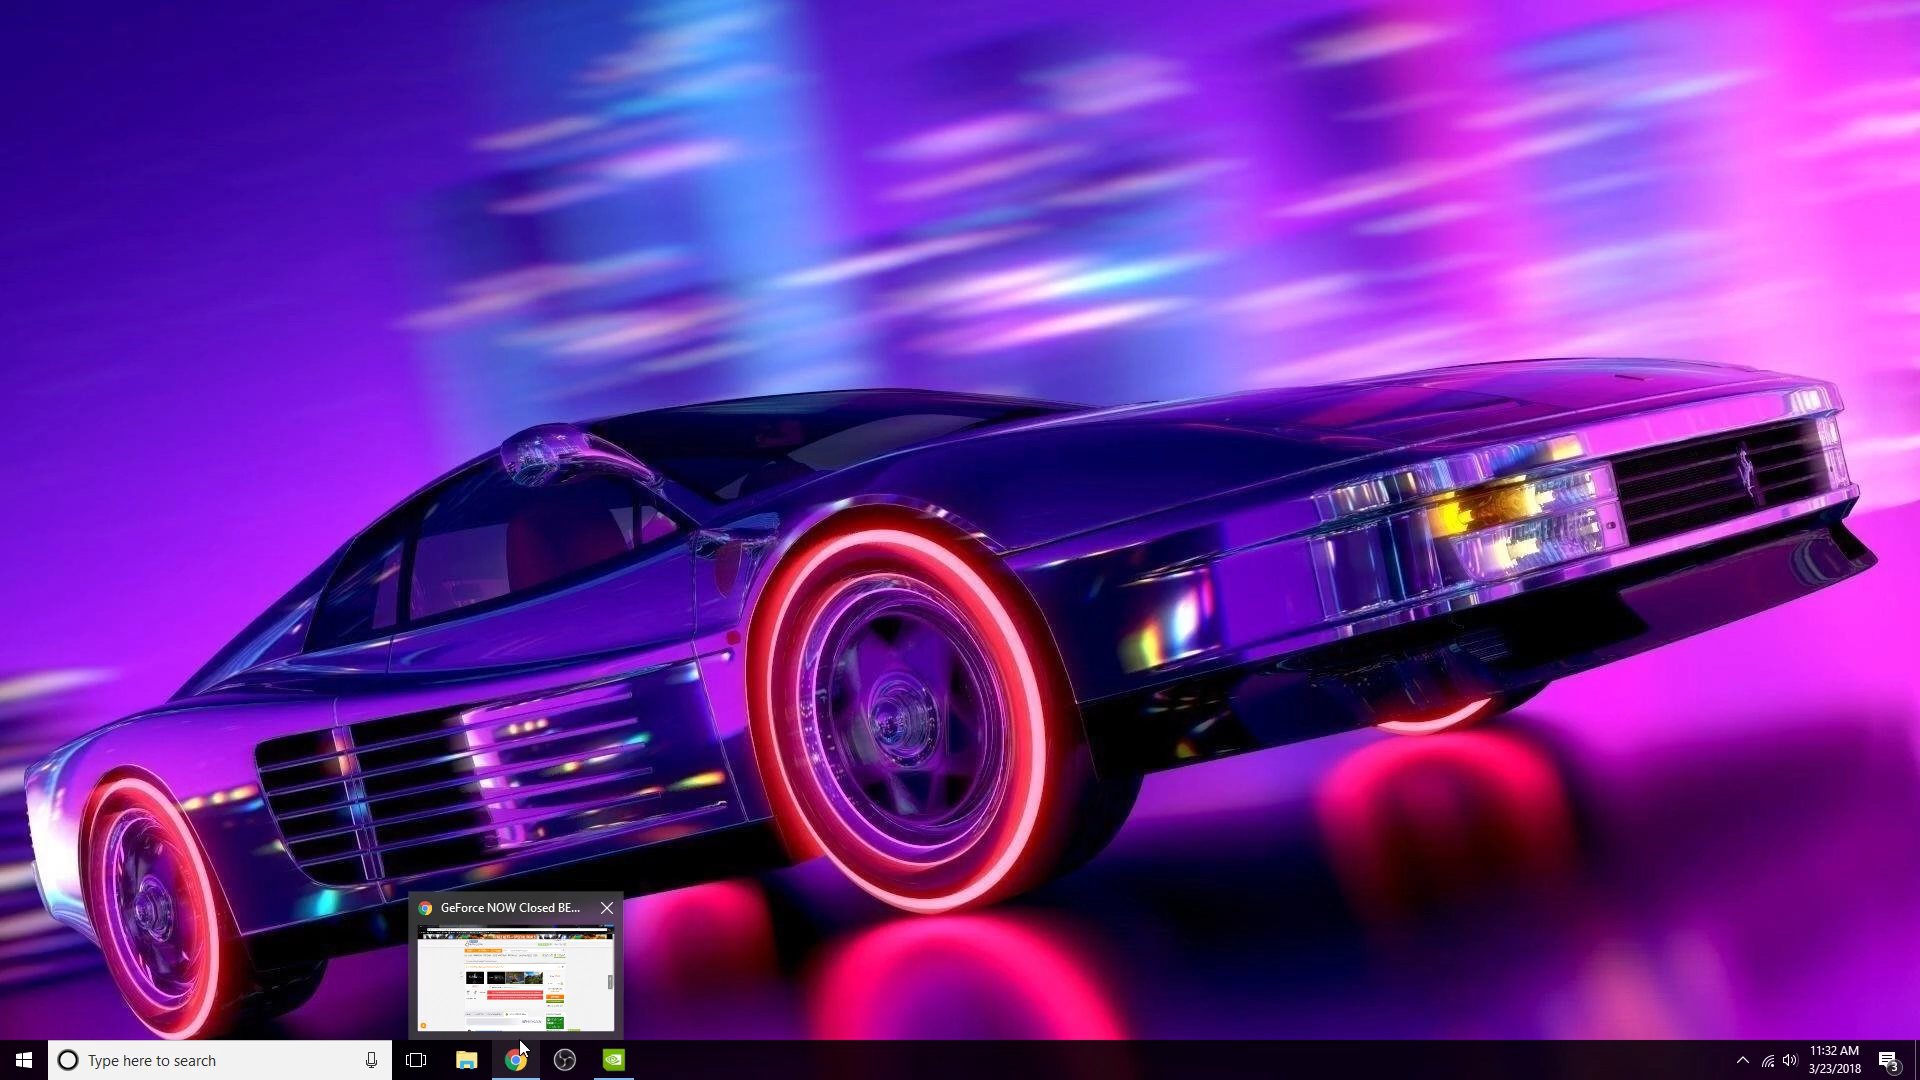 GeForce NOW Closed BE...
Type here to search
11:32 AM
3/23/2018
3